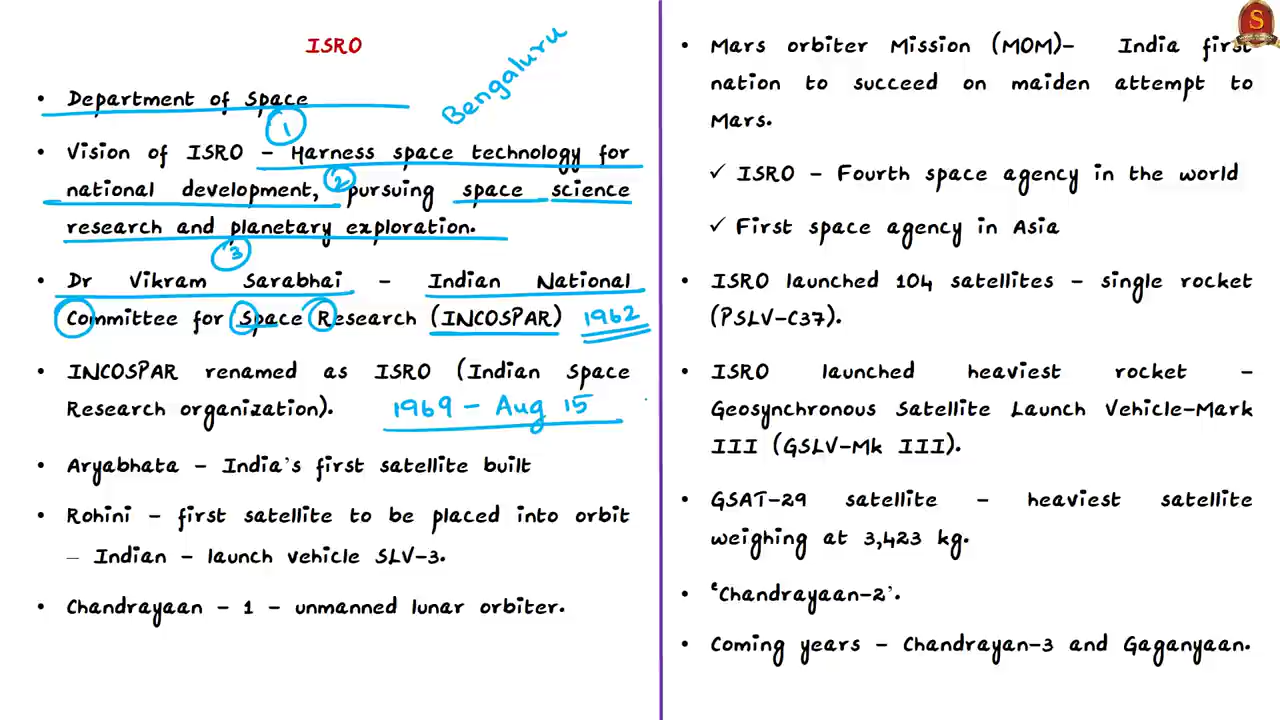 ISRO
Bengaluru
• Department of Space
1
• Vision of ISRO – Harness space technology for
national development, 2 pursuing space science
research and planetary exploration.
3
• Dr Vikram Sarabhai – Indian National
Committee for Space Research (INCOSPAR) 1962
• INCOSPAR renamed as ISRO (Indian Space
Research organization). 1969 – Aug 15
• Aryabhata – India's first satellite built
• Rohini – first satellite to be placed into orbit
– Indian – launch vehicle SLV-3.
• Chandrayaan – 1 – unmanned lunar orbiter.
• Mars orbiter Mission (MOM)– India first
nation to succeed on maiden attempt to
Mars.
✓ ISRO – Fourth space agency in the world
✓ First space agency in Asia
• ISRO launched 104 satellites – single rocket
(PSLV-C37).
• ISRO launched heaviest rocket –
Geosynchronous Satellite Launch Vehicle-Mark
III (GSLV-Mk III).
• GSAT-29 satellite – heaviest satellite
weighing at 3,423 kg.
• ‘Chandrayaan-2’.
• Coming years – Chandrayan-3 and Gaganyaan.
S